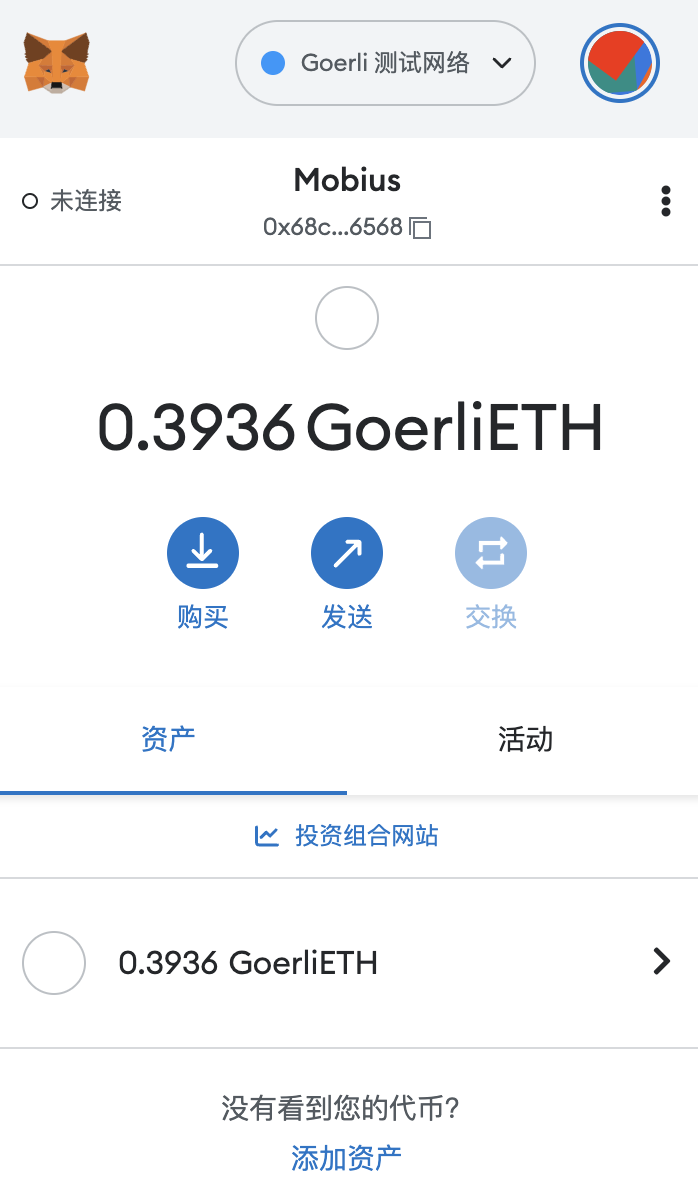 Goerli 测试网络
未连接
Mobius
0x68c...6568
0.3936 GoerliETH
购买
发送
交换
资产
活动
投资组合网站
0.3936 GoerliETH
没有看到您的代币?
添加资产